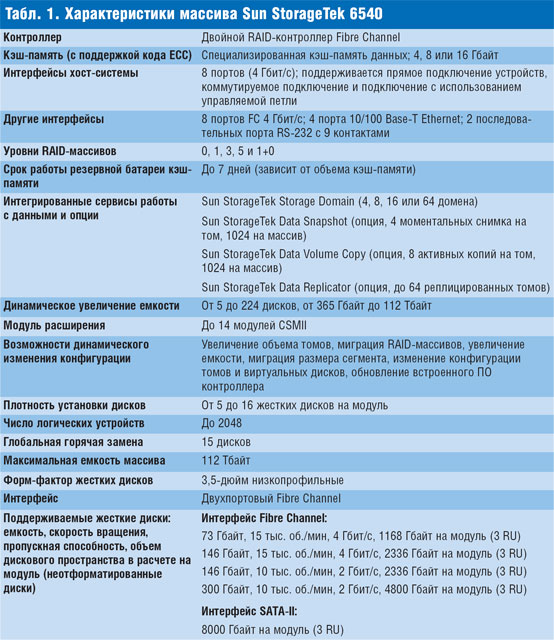 Табл. 1. Характеристики массива Sun StorageTek 6540
Контроллер
Двойной RAID-контроллер Fibre Channel
Кэш-память (с поддержкой кода ECC)
Специализированная кэш-память данных; 4, 8 или 16 Гбайт
Интерфейсы хост-системы
8 портов (4 Гбит/с); поддерживается прямое подключение устройств,
коммутируемое подключение и подключение с использованием
управляемой петли
Другие интерфейсы
8 портов FC 4 Гбит/с; 4 порта 10/100 Base-T Ethernet; 2 последова-
тельных порта RS-232 с 9 контактами
Уровни RAID-массивов
0, 1, 3, 5 и 1+0
Срок работы резервной батареи кэш-
памяти
До 7 дней (зависит от объема кэш-памяти)
Интегрированные сервисы работы
с данными и опции
Sun StorageTek Storage Domain (4, 8, 16 или 64 домена)
Sun StorageTek Data Snapshot (опция, 4 моментальных снимка на
том, 1024 на массив)
Sun StorageTek Data Volume Copy (опция, 8 активных копий на том,
1024 на массив)
Sun StorageTek Data Replicator (опция, до 64 реплицированных томов)
Динамическое увеличение емкости
От 5 до 224 дисков, от 365 Гбайт до 112 Тбайт
Модуль расширения
До 14 модулей CSMII
Возможности динамического
изменения конфигурации
Увеличение объема томов, миграция RAID-массивов, увеличение
емкости, миграция размера сегмента, изменение конфигурации
томов и виртуальных дисков, обновление встроенного ПО
контроллера
Плотность установки дисков
От 5 до 16 жестких дисков на модуль
Число логических устройств
До 2048
Глобальная горячая замена
15 дисков
Максимальная емкость массива
112 Тбайт
Форм-фактор жестких дисков
3,5-дюйм низкопрофильные
Интерфейс
Двухпортовый Fibre Channel
Поддерживаемые жесткие диски:
емкость, скорость вращения,
пропускная способность, объем
дискового пространства в расчете на
модуль (неотформатированные
диски)
Интерфейс Fibre Channel:
73 Гбайт, 15 тыс. об./мин, 4 Гбит/с, 1168 Гбайт на модуль (3 RU)
146 Гбайт, 15 тыс. об./мин, 4 Гбит/с, 2336 Гбайт на модуль (3 RU)
146 Гбайт, 10 тыс. об./мин, 2 Гбит/с, 2336 Гбайт на модуль (3 RU)
300 Гбайт, 10 тыс. об./мин, 2 Гбит/с, 4800 Гбайт на модуль (3 RU)
Интерфейс SATA-II:
8000 Гбайт на модуль (3 RU)